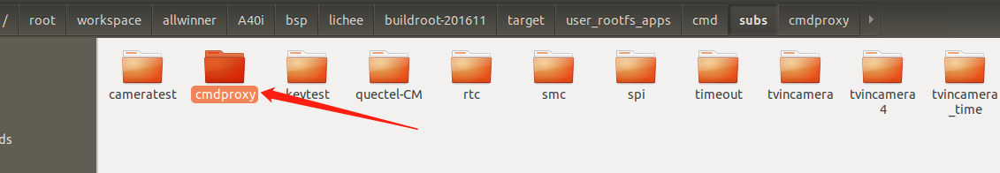 / root workspace allwinner A40i bsp lichee buildroot-201611 target user_rootfs_apps cmd subs cmdproxy
cameratest cmdproxy keytest quectel-CM rtc smc spi timeout tvincamera tvincamera tvincamera
4 _time
ds